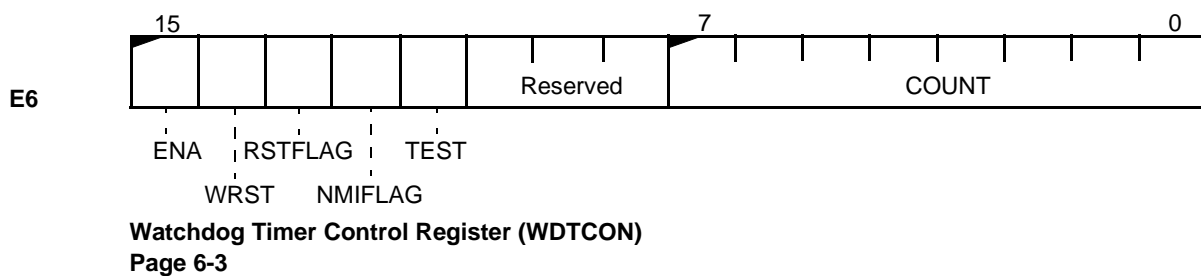 15 7 0
E6 Reserved COUNT
ENA RSTFLAG TEST
WRST NMIFLAG
Watchdog Timer Control Register (WDTCON)
Page 6-3